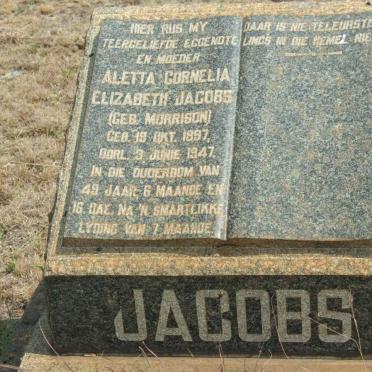 HIER RUS MY
TEERGELIEFDE EGGENOTE
EN MOEDER
ALETTA CORNELIA
ELIZABETH JACOBS
(GEB. MORRISON)
GEB. 19 OKT. 1897.
OORL. 3 JUNIE 1947.
IN DIE OUDERDOM VAN
49 JAAR 6 MAANDE EN
16 DAE. NA 'N SMARTLIKE
LYDING VAN 7 MAANDE.
DAAR IS NIE TELEURSTE
LINGS IN DIE HEMEL NIE
JACOBS